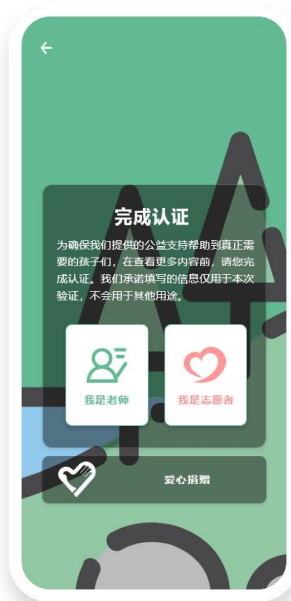 完成认证
为确保我们提供的公益支持帮助到真正需
要的孩子们，在查看更多内容前，请您完
成认证。我们承诺填写的信息仅用于本次
验证，不会用于其他用途。
我是老师
我是志愿者
爱心捐赠